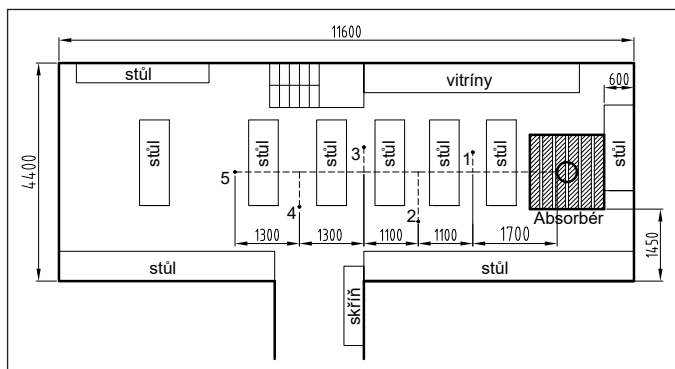 11600
stůl
vitríny
600
4400
stůl
stůl
stůl
stůl
stůl
stůl
stůl
3
1
5
4
2
Absorbér
1300
1300
1100
1100
1700
1450
stůl
skříň
stůl